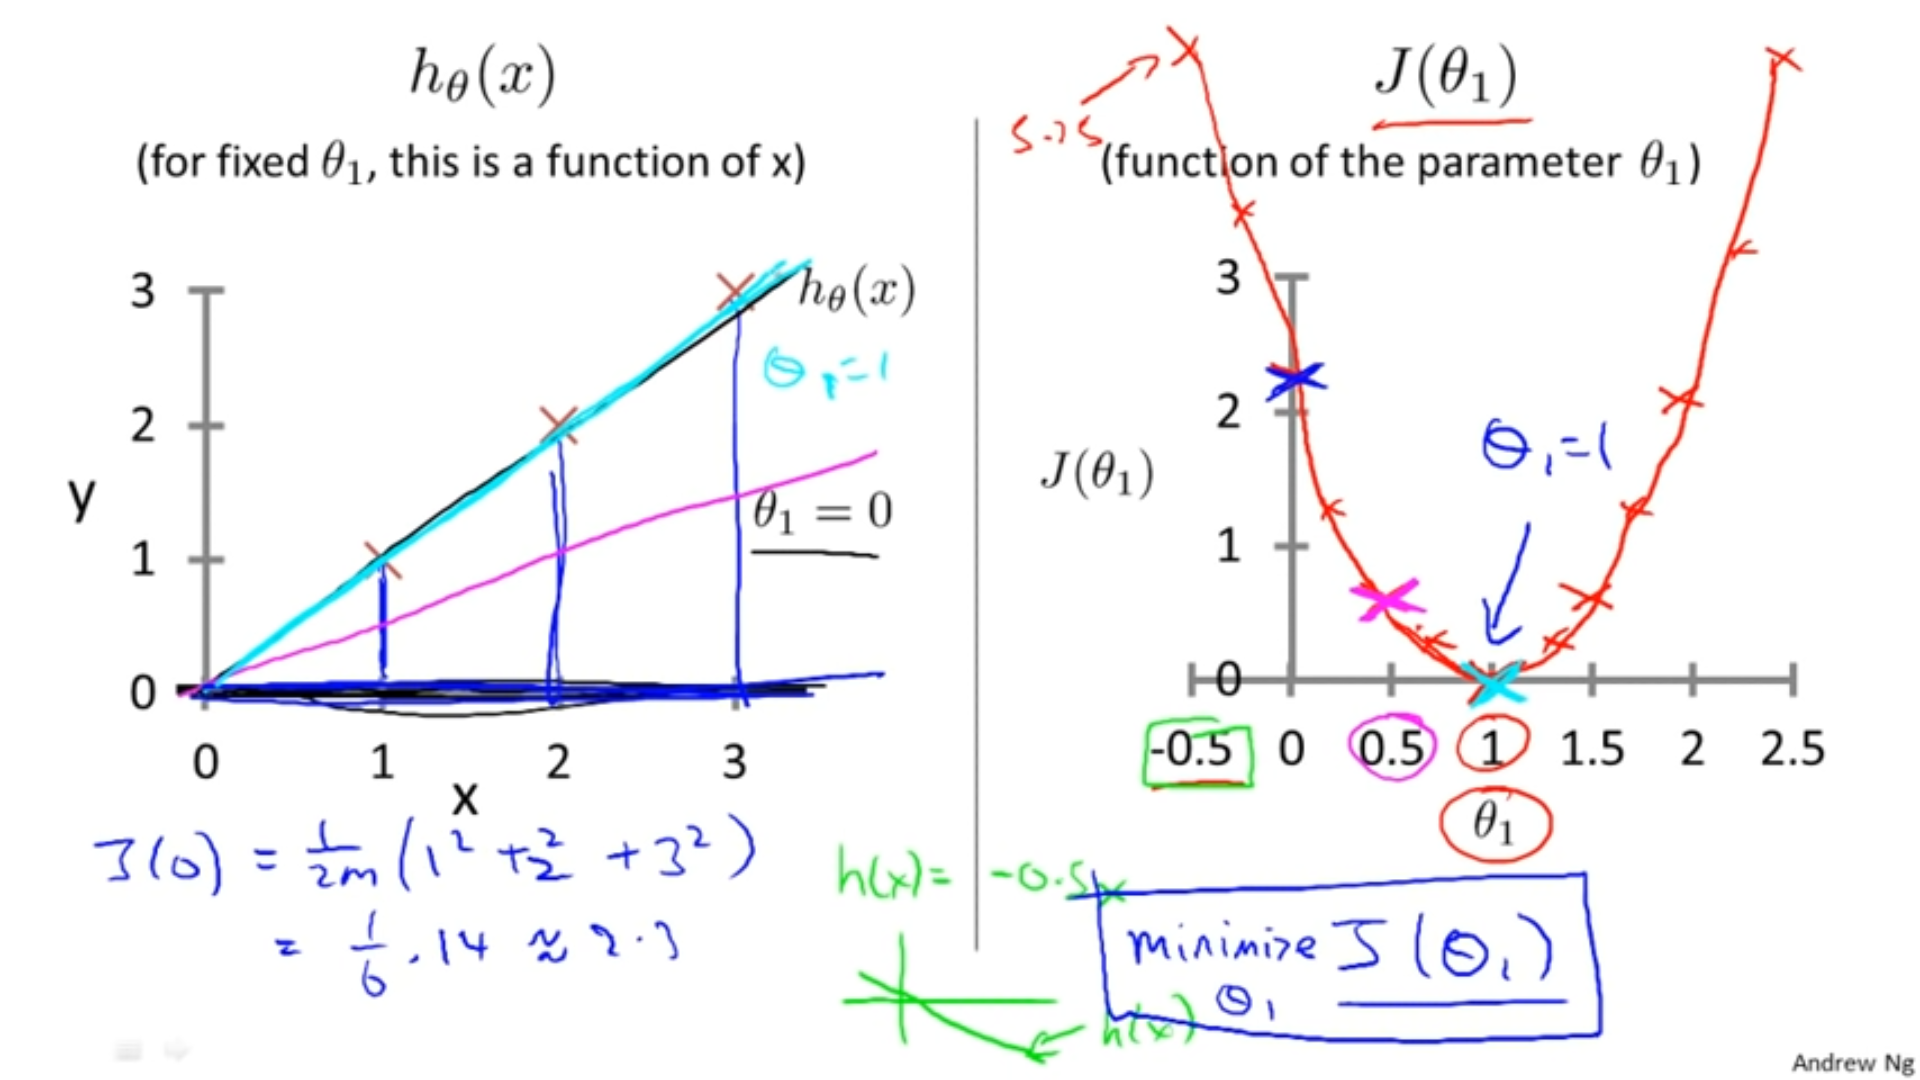 hθ(x)
(for fixed θ₁, this is a function of x)
3
2
1
0
y
0 1 2 3
x
hθ(x)
θ₁=1
θ₁ = 0
J(0) = 1/2m (1² + 2² + 3²)
= 1/6 · 14 ≈ 2.3
h(x) = -0.5x
h(x)
J(θ₁)
5.25
(function of the parameter θ₁)
3
2
1
0
J(θ₁)
θ₁=1
-0.5 0 0.5 1 1.5 2 2.5
θ₁
minimize J(θ₁)
θ₁
Andrew Ng